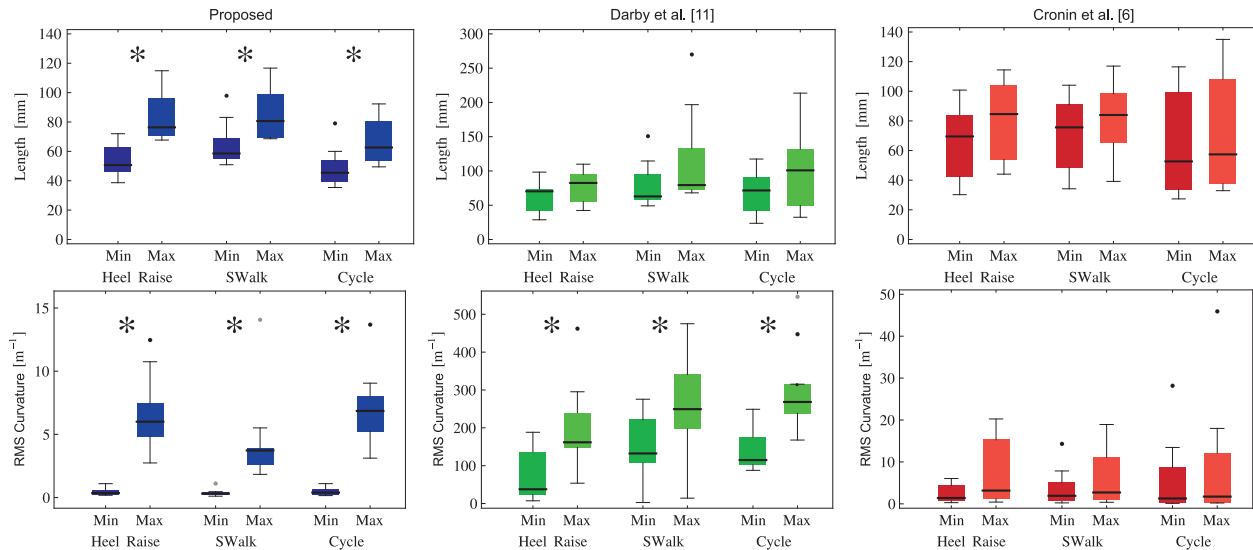 Proposed
140
120
100
80
60
40
20
0
Length [mm]
*
*
*
Min Max Min Max Min Max
Heel Raise SWalk Cycle
Darby et al. [11]
300
250
200
150
100
50
0
Length [mm]
Min Max Min Max Min Max
Heel Raise SWalk Cycle
Cronin et al. [6]
140
120
100
80
60
40
20
0
Length [mm]
Min Max Min Max Min Max
Heel Raise SWalk Cycle
15
10
5
0
RMS Curvature [m⁻¹]
*
*
*
Min Max Min Max Min Max
Heel Raise SWalk Cycle
500
400
300
200
100
0
RMS Curvature [m⁻¹]
*
*
*
Min Max Min Max Min Max
Heel Raise SWalk Cycle
50
40
30
20
10
0
RMS Curvature [m⁻¹]
Min Max Min Max Min Max
Heel Raise SWalk Cycle